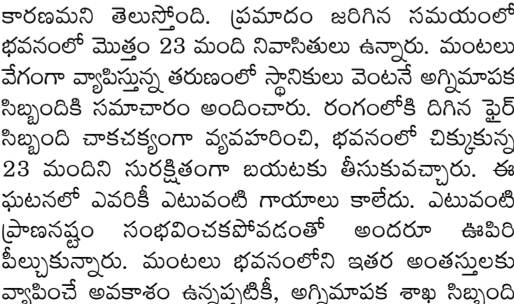 కారణమని తెలుస్తోంది. ప్రమాదం జరిగిన సమయంలో
భవనంలో మొత్తం 23 మంది నివాసితులు ఉన్నారు. మంటలు
వేగంగా వ్యాపిస్తున్న తరుణంలో స్థానికులు వెంటనే అగ్నిమాపక
సిబ్బందికి సమాచారం అందించారు. రంగంలోకి దిగిన ఫైర్
సిబ్బంది చాకచక్యంగా వ్యవహరించి, భవనంలో చిక్కుకున్న
23 మందిని సురక్షితంగా బయటకు తీసుకువచ్చారు. ఈ
ఘటనలో ఎవరికీ ఎటువంటి గాయాలు కాలేదు. ఎటువంటి
ప్రాణనష్టం సంభవించకపోవడంతో అందరూ ఊపిరి
పీల్చుకున్నారు. మంటలు భవనంలోని ఇతర అంతస్తులకు
వ్యాపించే అవకాశం ఉన్నప్పటికీ, అగ్నిమాపక శాఖ సిబ్బంది